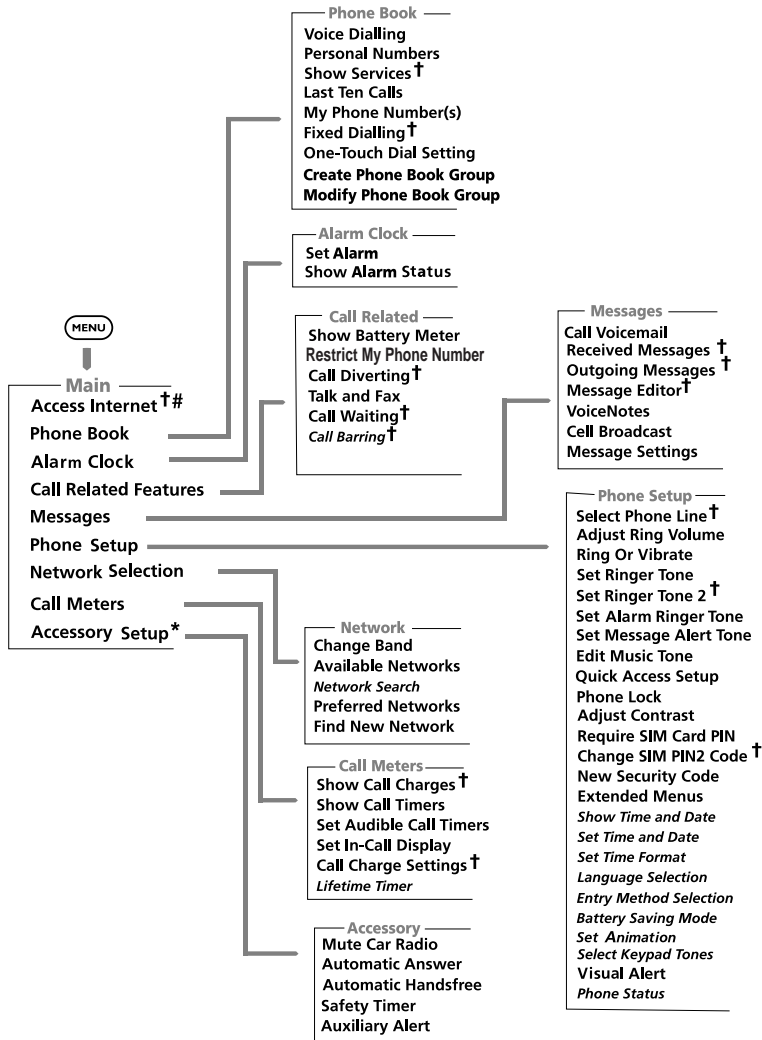 Phone Book
Voice Dialling
Personal Numbers
Show Services†
Last Ten Calls
My Phone Number(s)
Fixed Dialling†
One-Touch Dial Setting
Create Phone Book Group
Modify Phone Book Group
Alarm Clock
Set Alarm
Show Alarm Status
MENU
Main
Access Internet†#
Phone Book
Alarm Clock
Call Related Features
Messages
Phone Setup
Network Selection
Call Meters
Accessory Setup*
Call Related
Show Battery Meter
Restrict My Phone Number
Call Diverting†
Talk and Fax
Call Waiting†
Call Barring†
Messages
Call Voicemail
Received Messages †
Outgoing Messages †
Message Editor†
VoiceNotes
Cell Broadcast
Message Settings
Phone Setup
Select Phone Line†
Adjust Ring Volume
Ring Or Vibrate
Set Ringer Tone
Set Ringer Tone 2†
Set Alarm Ringer Tone
Set Message Alert Tone
Edit Music Tone
Quick Access Setup
Phone Lock
Adjust Contrast
Require SIM Card PIN
Change SIM PIN2 Code†
New Security Code
Extended Menus
Show Time and Date
Set Time and Date
Set Time Format
Language Selection
Entry Method Selection
Battery Saving Mode
Set Animation
Select Keypad Tones
Visual Alert
Phone Status
Network
Change Band
Available Networks
Network Search
Preferred Networks
Find New Network
Call Meters
Show Call Charges†
Show Call Timers
Set Audible Call Timers
Set In-Call Display
Call Charge Settings†
Lifetime Timer
Accessory
Mute Car Radio
Automatic Answer
Automatic Handsfree
Safety Timer
Auxiliary Alert